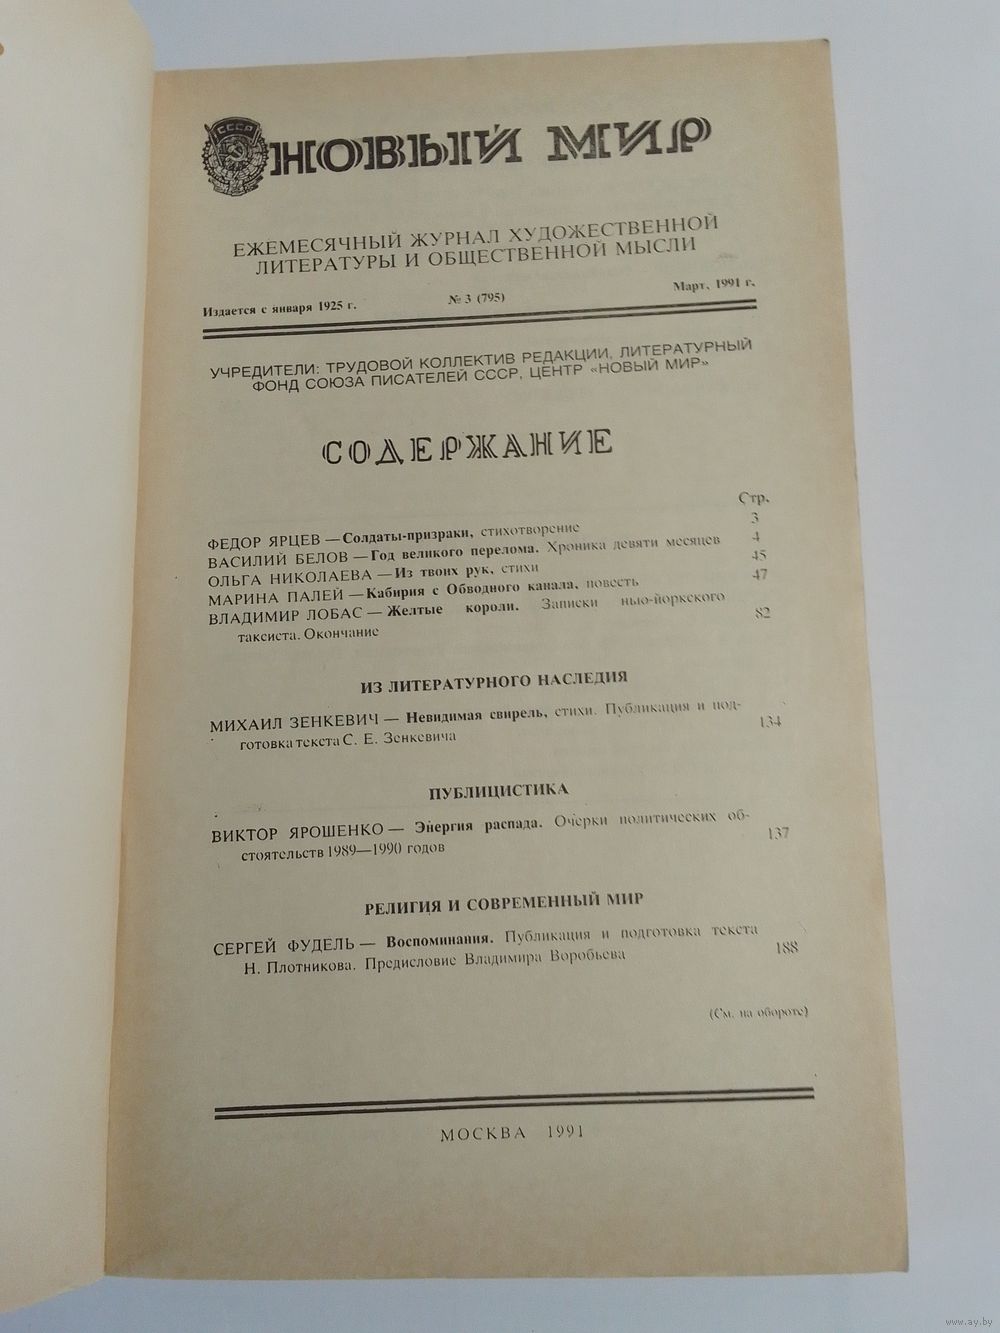 СССР
НОВЫЙ МИР
ЕЖЕМЕСЯЧНЫЙ ЖУРНАЛ ХУДОЖЕСТВЕННОЙ
ЛИТЕРАТУРЫ И ОБЩЕСТВЕННОЙ МЫСЛИ
Издается с января 1925 г. № 3 (795) Март, 1991 г.
УЧРЕДИТЕЛИ: ТРУДОВОЙ КОЛЛЕКТИВ РЕДАКЦИИ, ЛИТЕРАТУРНЫЙ
ФОНД СОЮЗА ПИСАТЕЛЕЙ СССР, ЦЕНТР «НОВЫЙ МИР»
СОДЕРЖАНИЕ
Стр.
ФЕДОР ЯРЦЕВ — Солдаты-призраки, стихотворение 3
ВАСИЛИЙ БЕЛОВ — Год великого перелома. Хроника девяти месяцев 4
ОЛЬГА НИКОЛАЕВА — Из твоих рук, стихи 45
МАРИНА ПАЛЕЙ — Кабирия с Обводного канала, повесть 47
ВЛАДИМИР ЛОБАС — Желтые короли. Записки нью-йоркского
таксиста. Окончание 82
ИЗ ЛИТЕРАТУРНОГО НАСЛЕДИЯ
МИХАИЛ ЗЕНКЕВИЧ — Невидимая свирель, стихи. Публикация и под-
готовка текста С. Е. Зенкевича 134
ПУБЛИЦИСТИКА
ВИКТОР ЯРОШЕНКО — Энергия распада. Очерки политических об-
стоятельств 1989—1990 годов 137
РЕЛИГИЯ И СОВРЕМЕННЫЙ МИР
СЕРГЕЙ ФУДЕЛЬ — Воспоминания. Публикация и подготовка текста
Н. Плотникова. Предисловие Владимира Воробьева 188
(См. на обороте)
МОСКВА 1991
www.ay.by